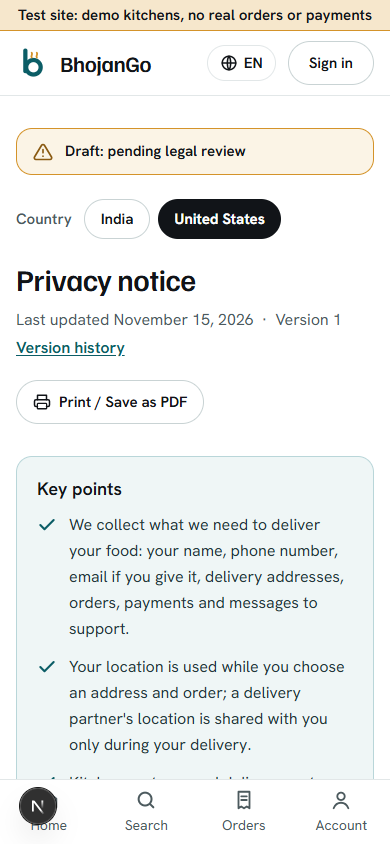 Test site: demo kitchens, no real orders or payments
BhojanGo
EN
Sign in
Draft: pending legal review
Country
India
United States
Privacy notice
Last updated November 15, 2026 · Version 1
Version history
Print / Save as PDF
Key points
We collect what we need to deliver
your food: your name, phone number,
email if you give it, delivery addresses,
orders, payments and messages to
support.
Your location is used while you choose
an address and order; a delivery
partner's location is shared with you
only during your delivery.
N
Home
Search
Orders
Account